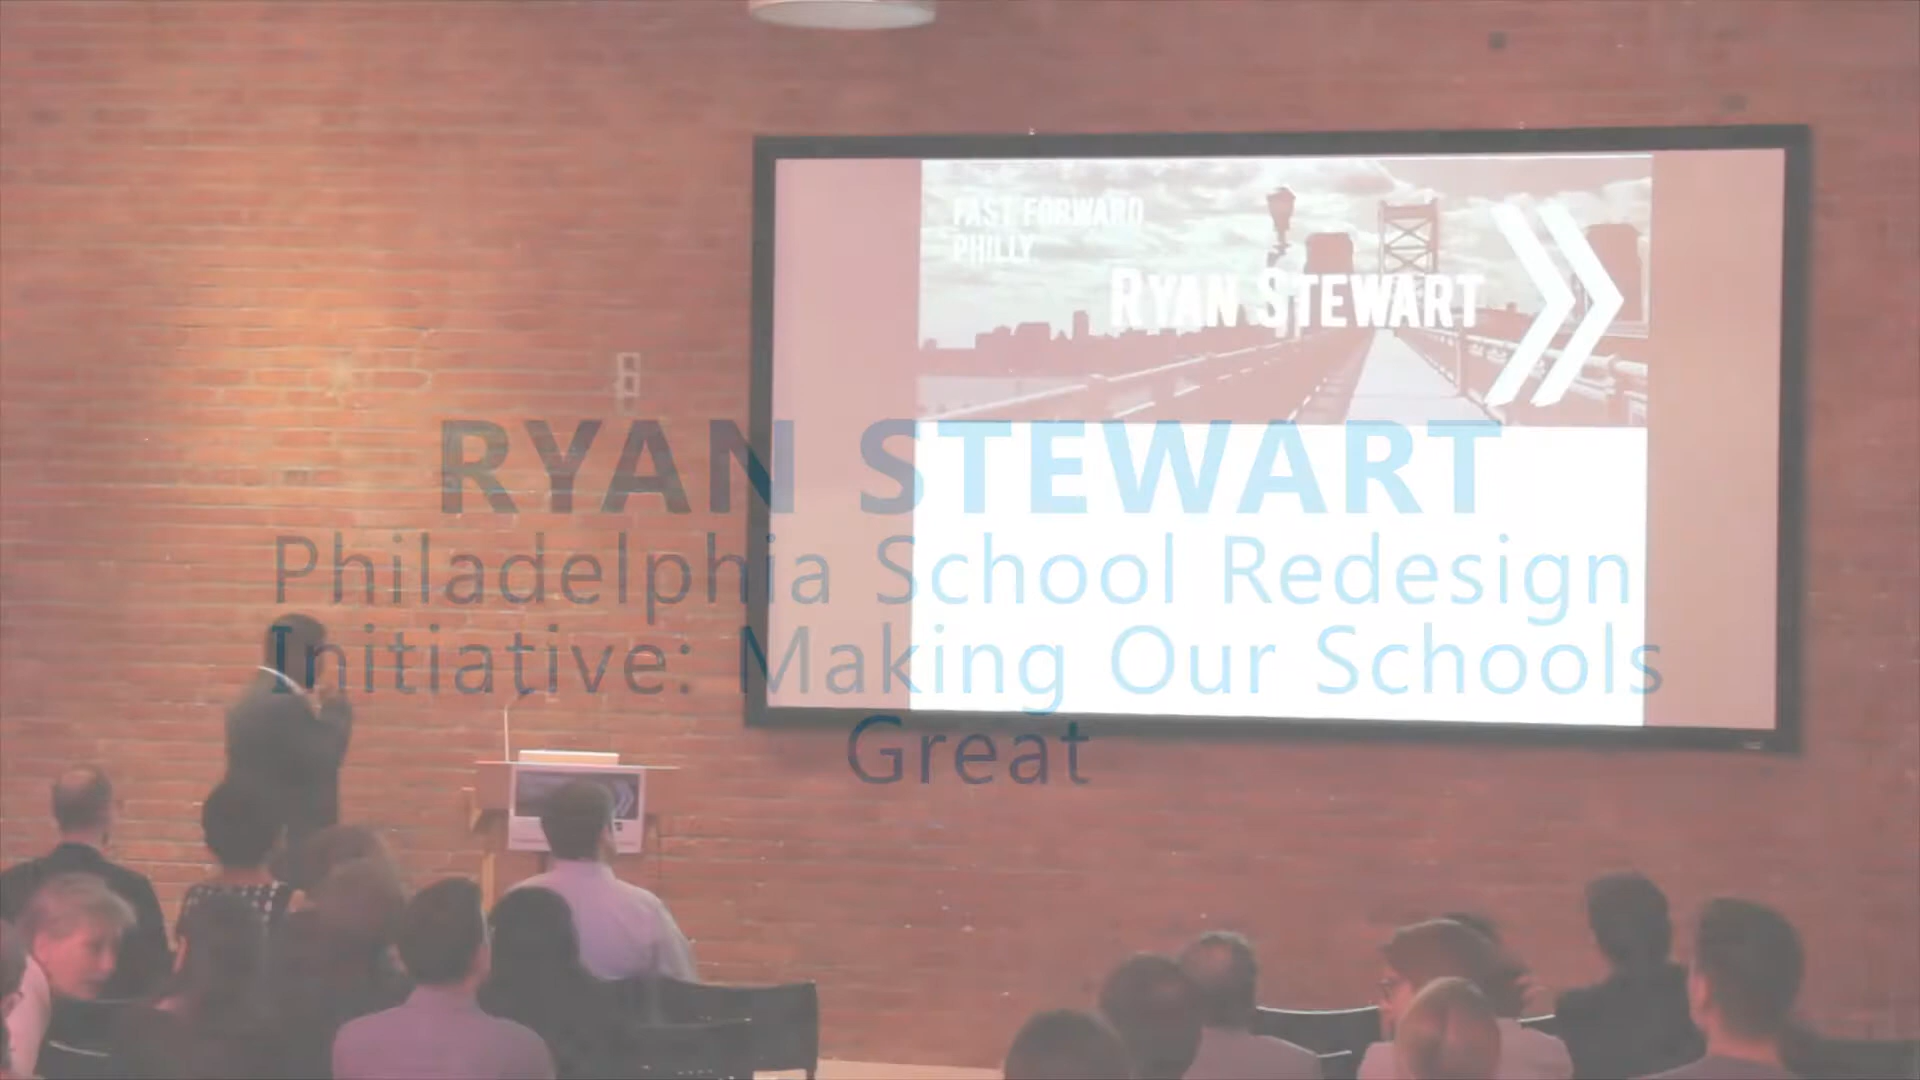 FAST FORWARD
PHILLY
RYAN STEWART
RYAN STEWART
Philadelphia School Redesign
Initiative: Making Our Schools
Great